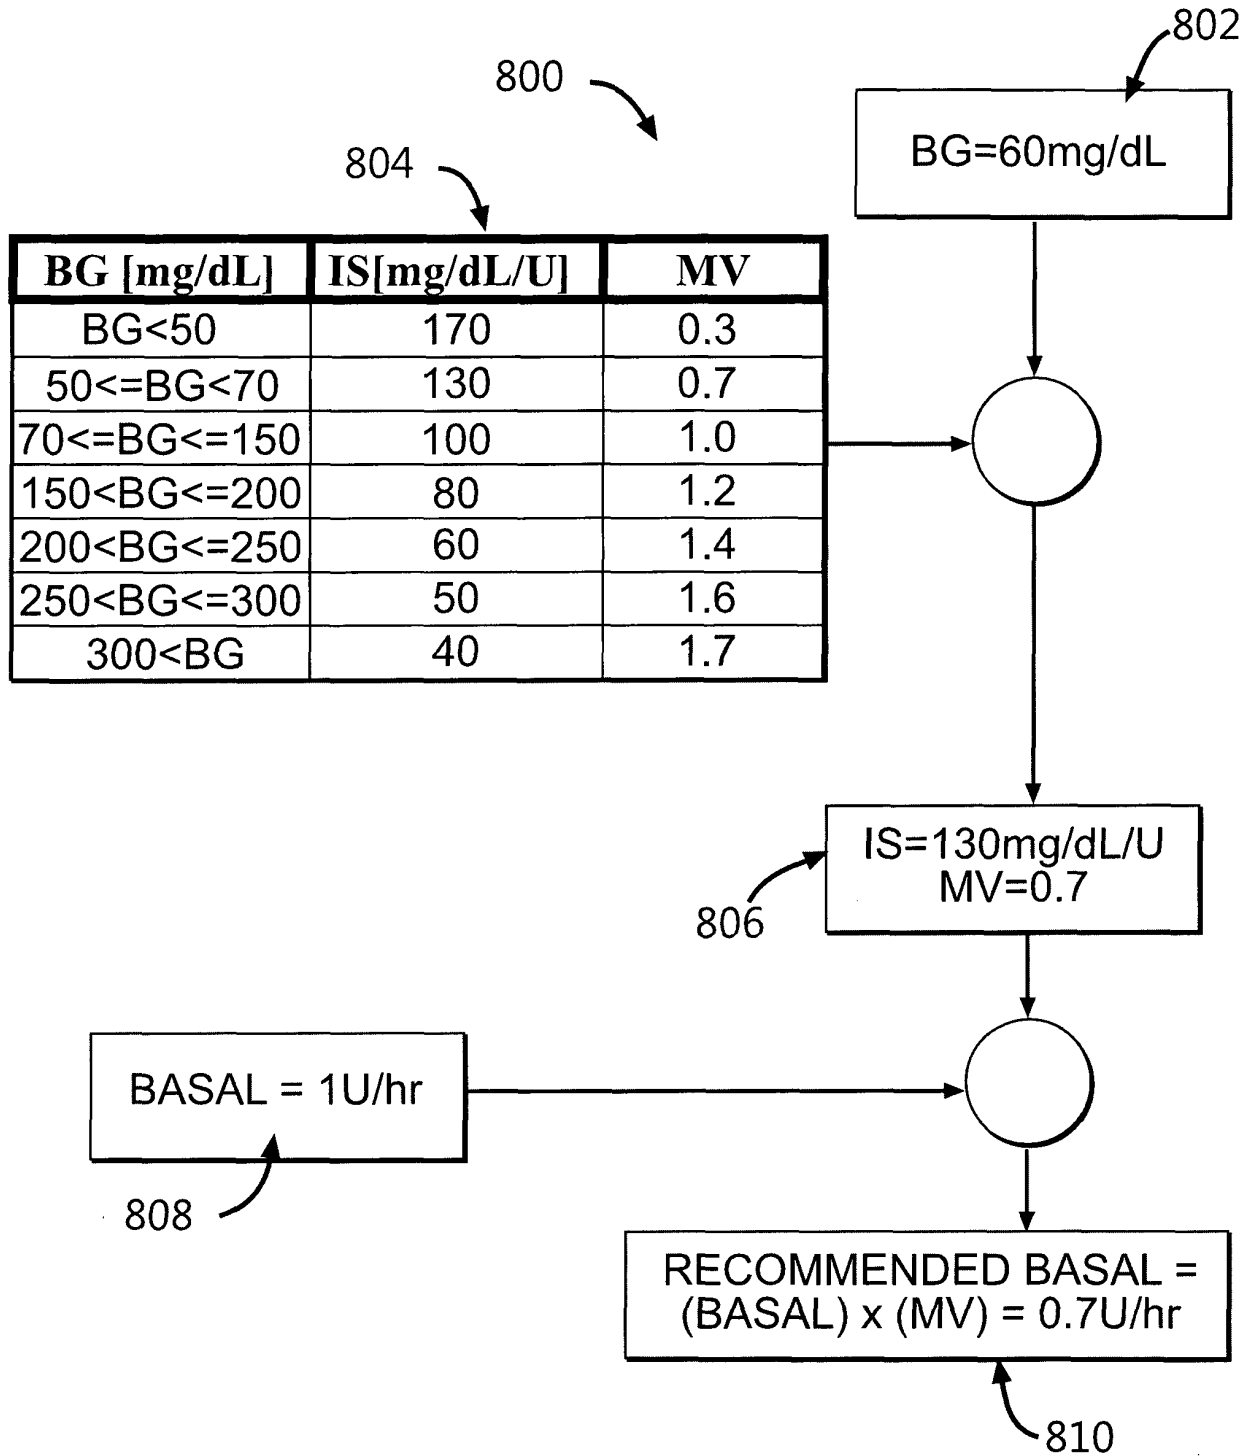 802
800
BG=60mg/dL
804
BG [mg/dL] IS[mg/dL/U] MV
BG<50 170 0.3
50<=BG<70 130 0.7
70<=BG<=150 100 1.0
150<BG<=200 80 1.2
200<BG<=250 60 1.4
250<BG<=300 50 1.6
300<BG 40 1.7
IS=130mg/dL/U
MV=0.7
806
BASAL = 1U/hr
808
RECOMMENDED BASAL =
(BASAL) x (MV) = 0.7U/hr
810